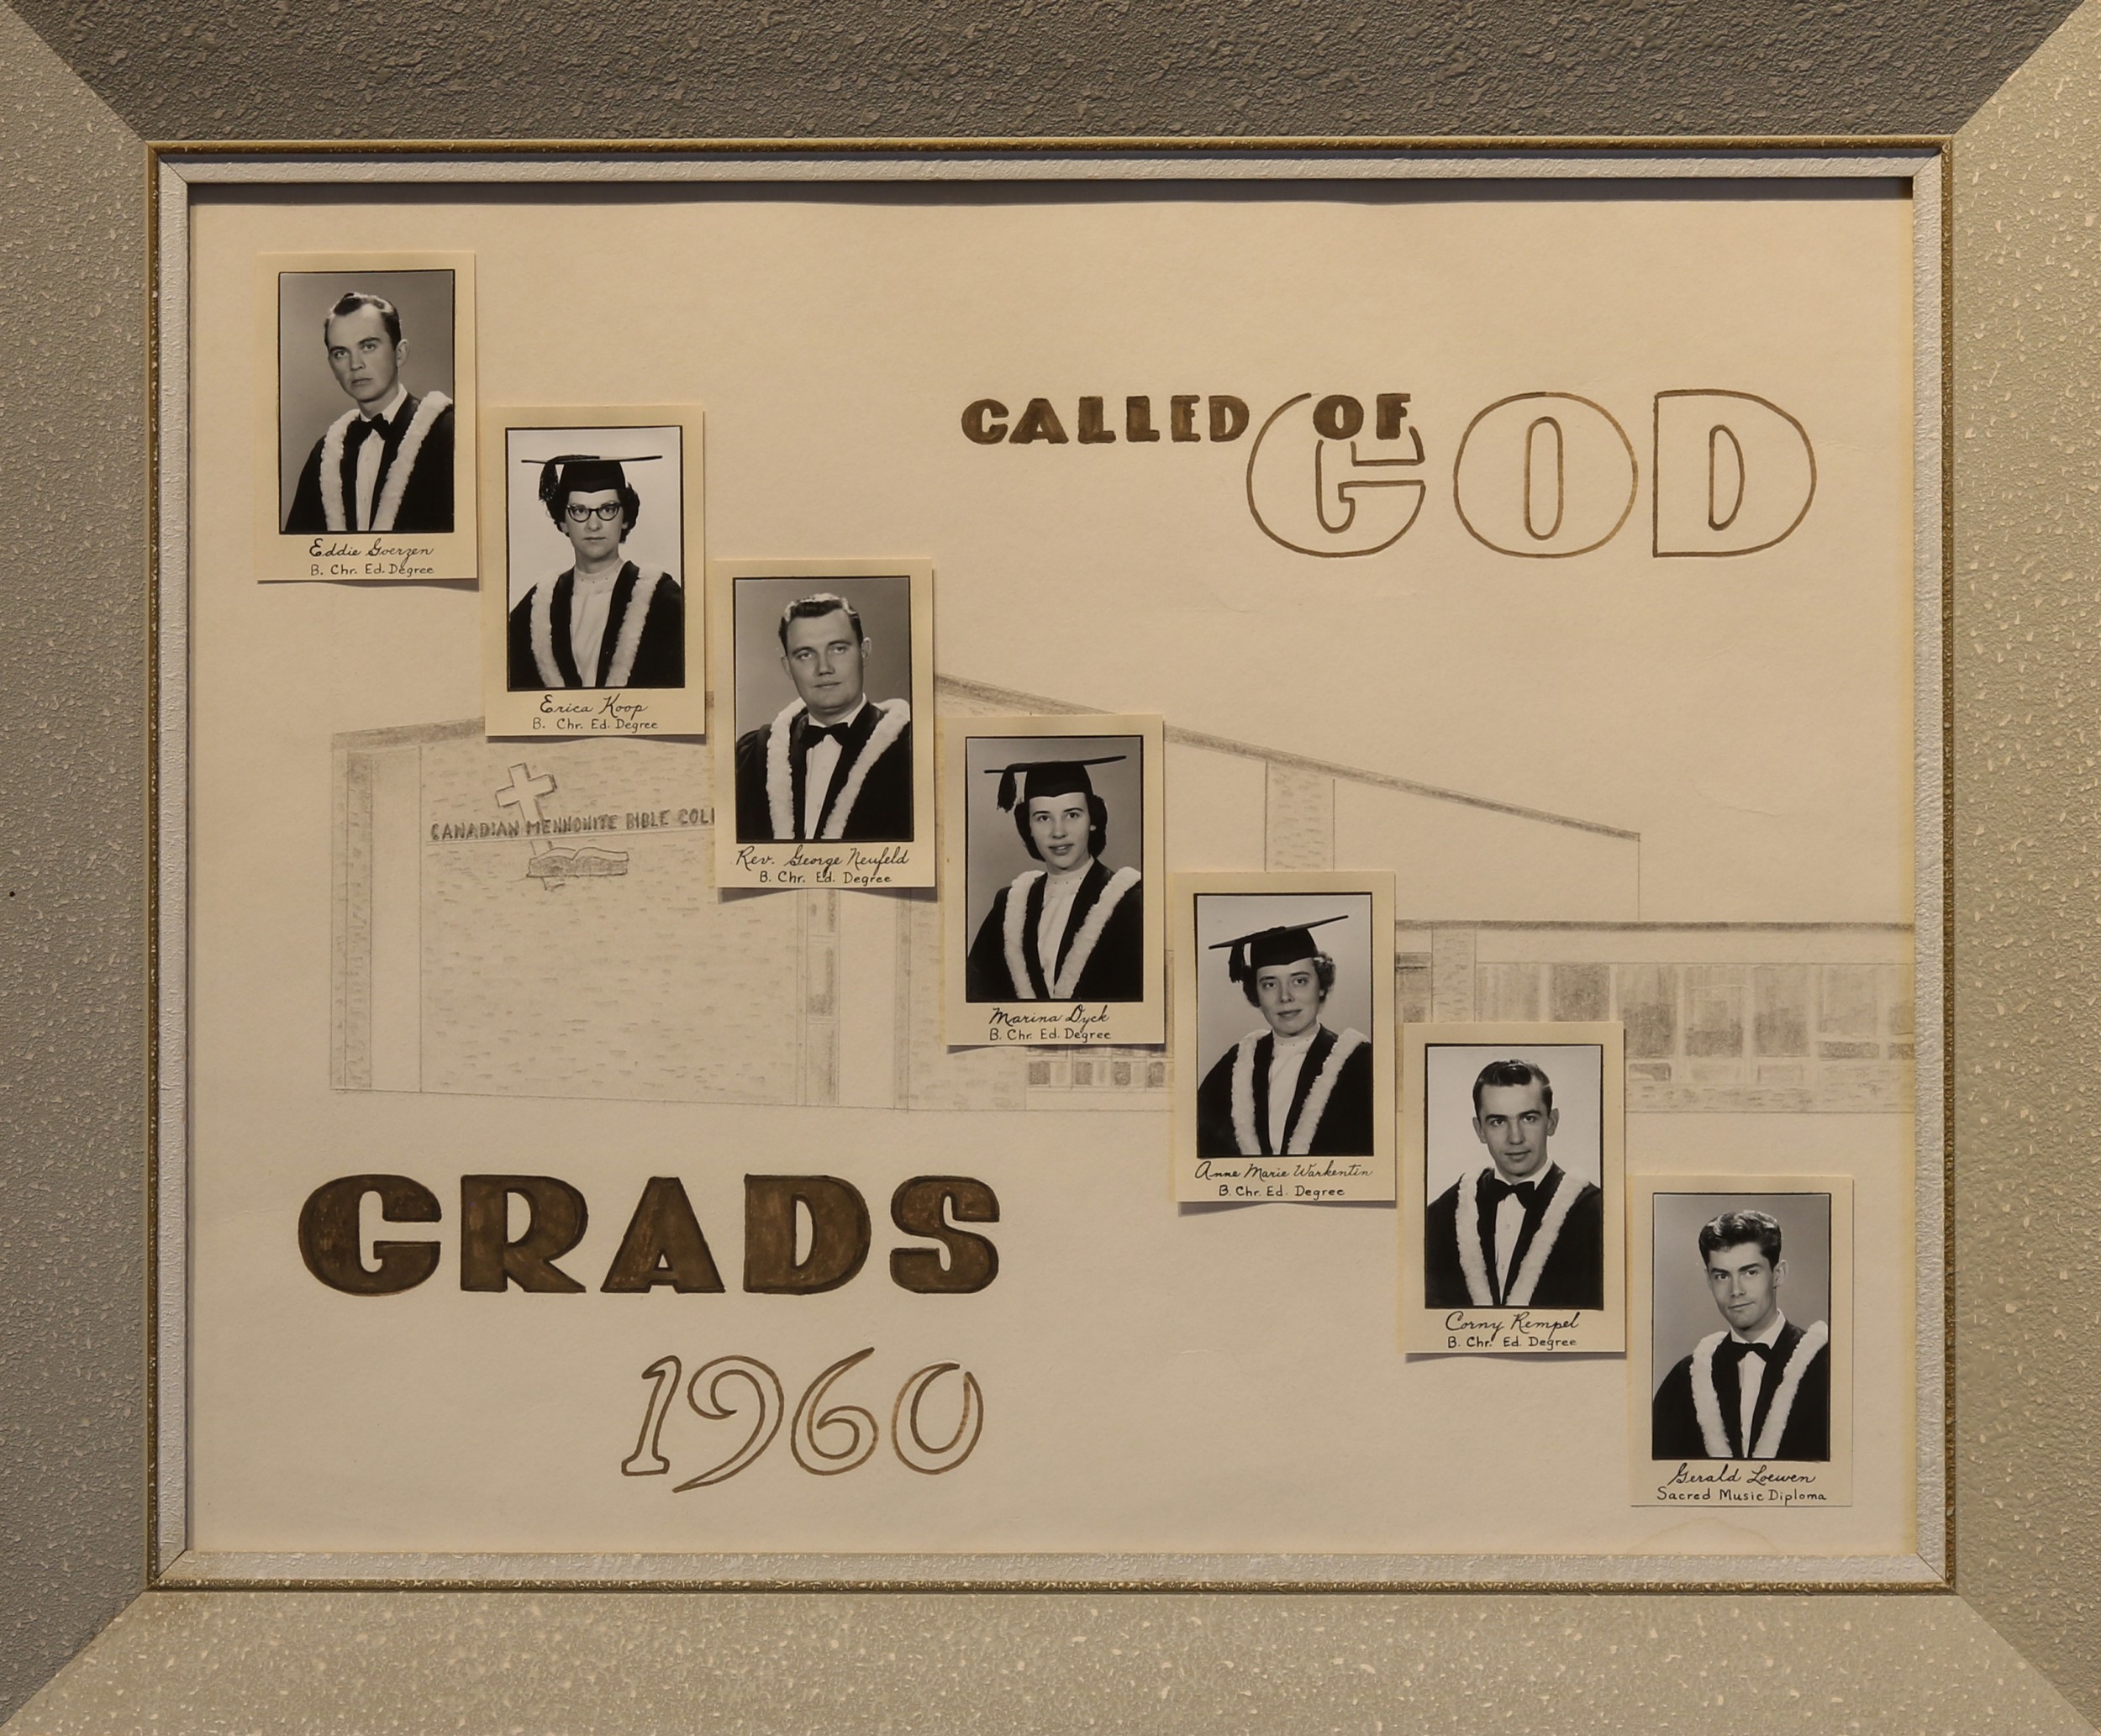 CALLED OF
GOD
Eddie Goerzen
B. Chr. Ed. Degree
Erica Koop
B. Chr. Ed. Degree
Rev. George Neufeld
B. Chr. Ed. Degree
Marina Dyck
B. Chr. Ed. Degree
Anne Marie Warkentin
B. Chr. Ed. Degree
Corny Rempel
B. Chr. Ed. Degree
Gerald Loewen
Sacred Music Diploma
CANADIAN MENNONITE BIBLE COLL
GRADS
1960